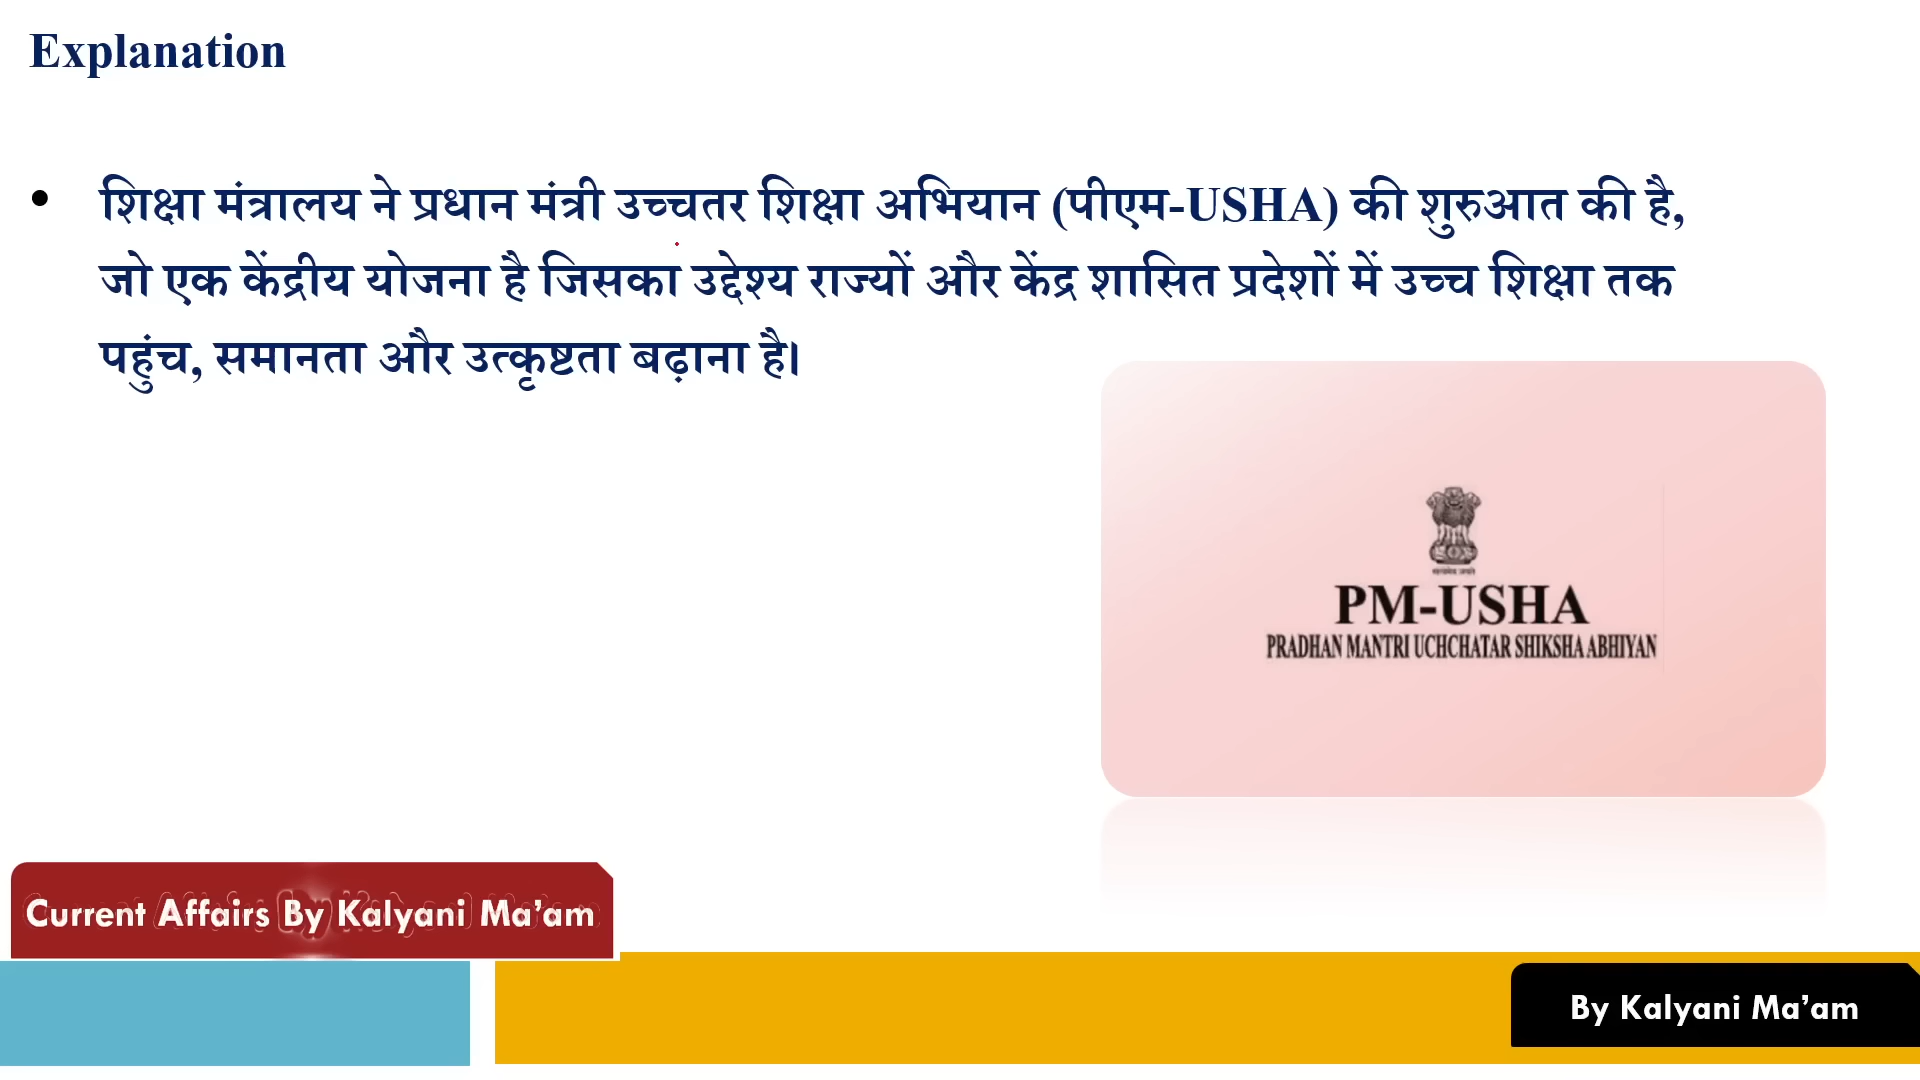 Explanation
• शिक्षा मंत्रालय ने प्रधान मंत्री उच्चतर शिक्षा अभियान (पीएम-USHA) की शुरुआत की है,
जो एक केंद्रीय योजना है जिसका उद्देश्य राज्यों और केंद्र शासित प्रदेशों में उच्च शिक्षा तक
पहुंच, समानता और उत्कृष्टता बढ़ाना है।
PM-USHA
PRADHAN MANTRI UCHCHATAR SHIKSHA ABHIYAN
Current Affairs By Kalyani Ma’am
By Kalyani Ma’am